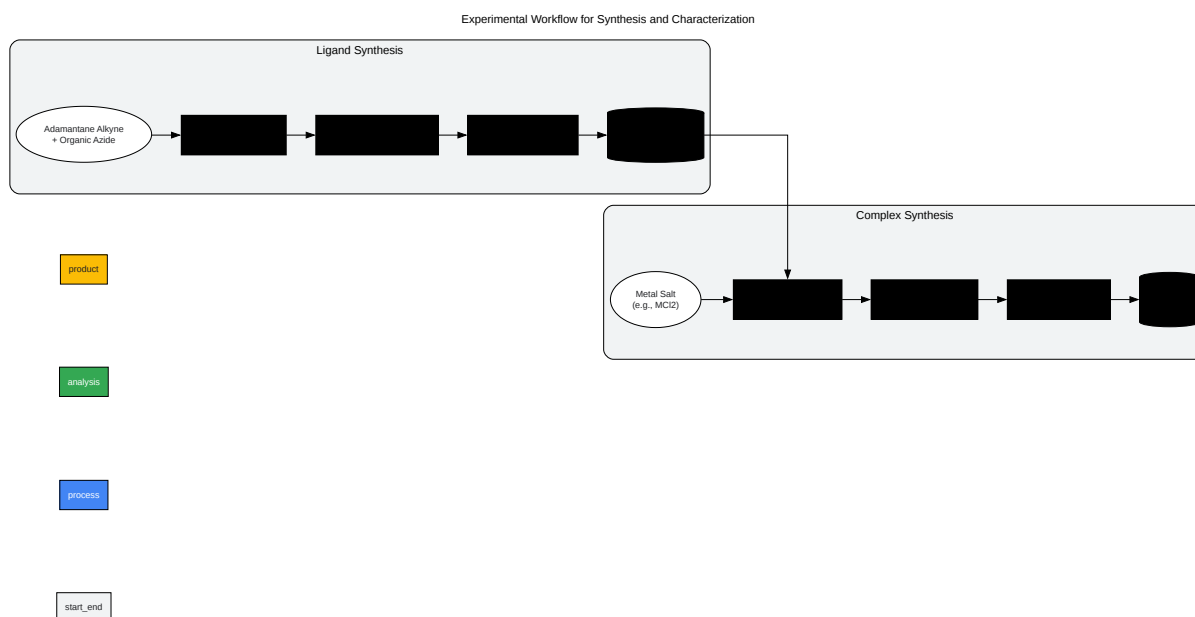 Experimental Workflow for Synthesis and Characterization
Ligand Synthesis
Adamantane Alkyne
+ Organic Azide
Complex Synthesis
Metal Salt
(e.g., MCl2)
product
analysis
process
start_end